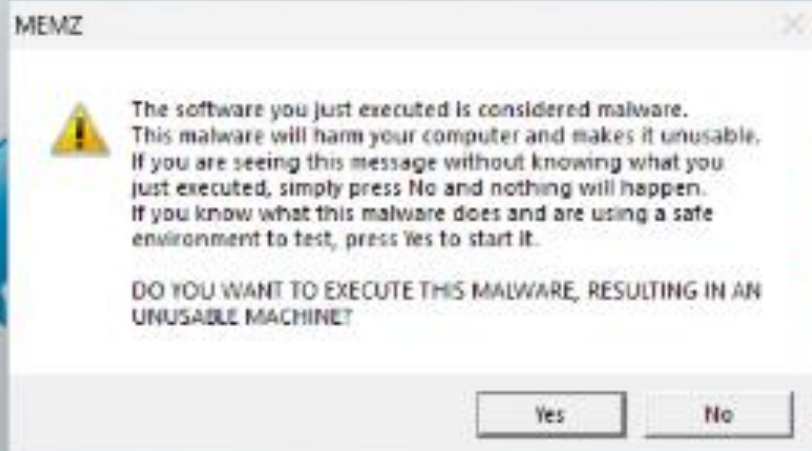 MEMZ
The software you just executed is considered malware.
This malware will harm your computer and makes it unusable.
If you are seeing this message without knowing what you
just executed, simply press No and nothing will happen.
If you know what this malware does and are using a safe
environment to test, press Yes to start it.
DO YOU WANT TO EXECUTE THIS MALWARE, RESULTING IN AN
UNUSABLE MACHINE?
Yes No